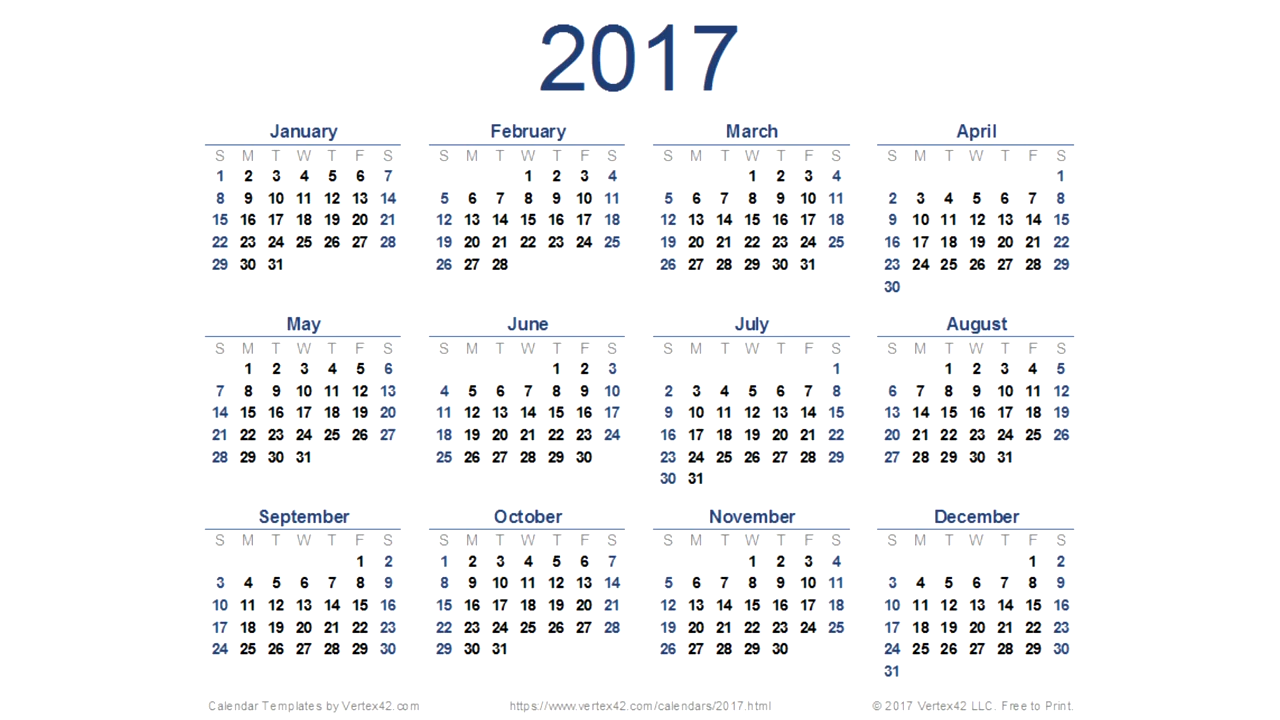 2017
January February March April
S M T W T F S S M T W T F S S M T W T F S S M T W T F S
1 2 3 4 5 6 7 1 2 3 4 1 2 3 4 1
8 9 10 11 12 13 14 5 6 7 8 9 10 11 5 6 7 8 9 10 11 2 3 4 5 6 7 8
15 16 17 18 19 20 21 12 13 14 15 16 17 18 12 13 14 15 16 17 18 9 10 11 12 13 14 15
22 23 24 25 26 27 28 19 20 21 22 23 24 25 19 20 21 22 23 24 25 16 17 18 19 20 21 22
29 30 31 26 27 28 26 27 28 29 30 31 23 24 25 26 27 28 29
30
May June July August
S M T W T F S S M T W T F S S M T W T F S S M T W T F S
1 2 3 4 5 6 1 2 3 1 1 2 3 4 5
7 8 9 10 11 12 13 4 5 6 7 8 9 10 2 3 4 5 6 7 8 6 7 8 9 10 11 12
14 15 16 17 18 19 20 11 12 13 14 15 16 17 9 10 11 12 13 14 15 13 14 15 16 17 18 19
21 22 23 24 25 26 27 18 19 20 21 22 23 24 16 17 18 19 20 21 22 20 21 22 23 24 25 26
28 29 30 31 25 26 27 28 29 30 23 24 25 26 27 28 29 27 28 29 30 31
30 31
September October November December
S M T W T F S S M T W T F S S M T W T F S S M T W T F S
1 2 1 2 3 4 5 6 7 1 2 3 4 1 2
3 4 5 6 7 8 9 8 9 10 11 12 13 14 5 6 7 8 9 10 11 3 4 5 6 7 8 9
10 11 12 13 14 15 16 15 16 17 18 19 20 21 12 13 14 15 16 17 18 10 11 12 13 14 15 16
17 18 19 20 21 22 23 22 23 24 25 26 27 28 19 20 21 22 23 24 25 17 18 19 20 21 22 23
24 25 26 27 28 29 30 29 30 31 26 27 28 29 30 24 25 26 27 28 29 30
31
Calendar Templates by Vertex42.com https://www.vertex42.com/calendars/2017.html © 2017 Vertex42 LLC. Free to Print.